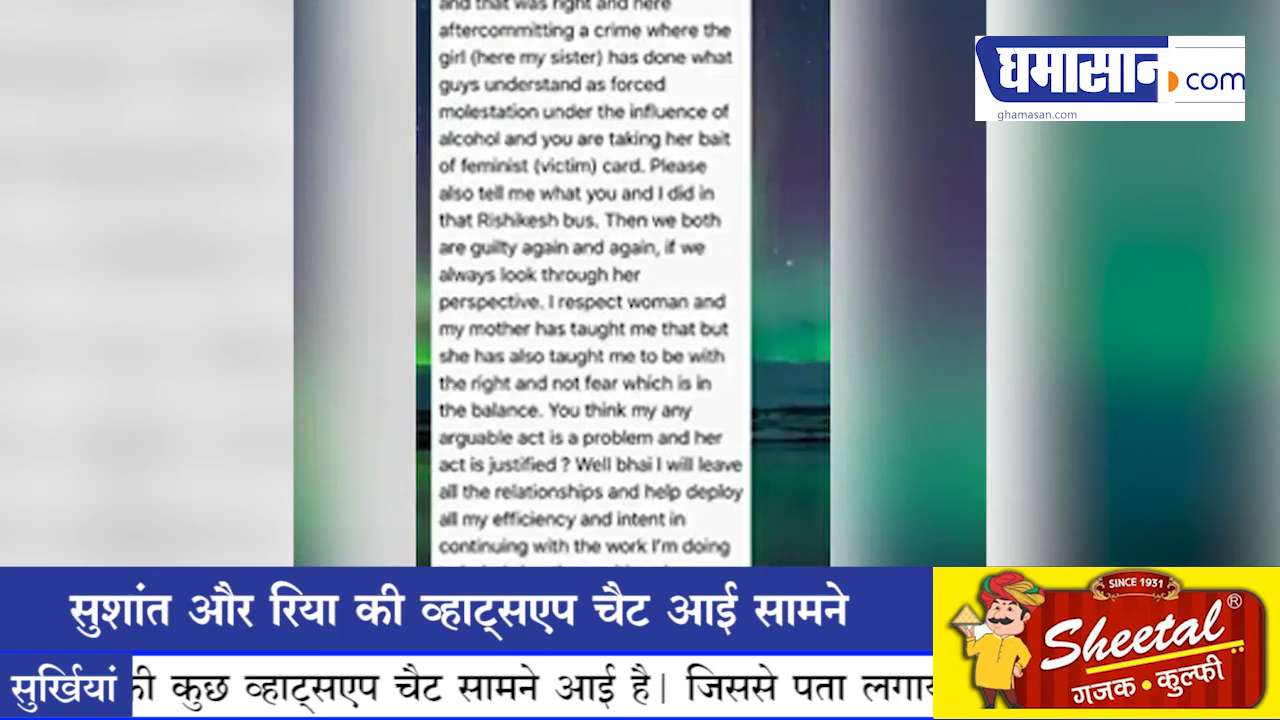 and that was right and here
aftercommitting a crime where the
girl (here my sister) has done what
guys understand as forced
molestation under the influence of
alcohol and you are taking her bait
of feminist (victim) card. Please
also tell me what you and I did in
that Rishikesh bus. Then we both
are guilty again and again, if we
always look through her
perspective. I respect woman and
my mother has taught me that but
she has also taught me to be with
the right and not fear which is in
the balance. You think my any
arguable act is a problem and her
act is justified ? Well bhai I will leave
all the relationships and help deploy
all my efficiency and intent in
continuing with the work I'm doing
घमासान.com
ghamasan.com
सुशांत और रिया की व्हाट्सएप चैट आई सामने
सुर्खियां
की कुछ व्हाट्सएप चैट सामने आई है| जिससे पता
SINCE 1931
Sheetal®
गजक • कुल्फी